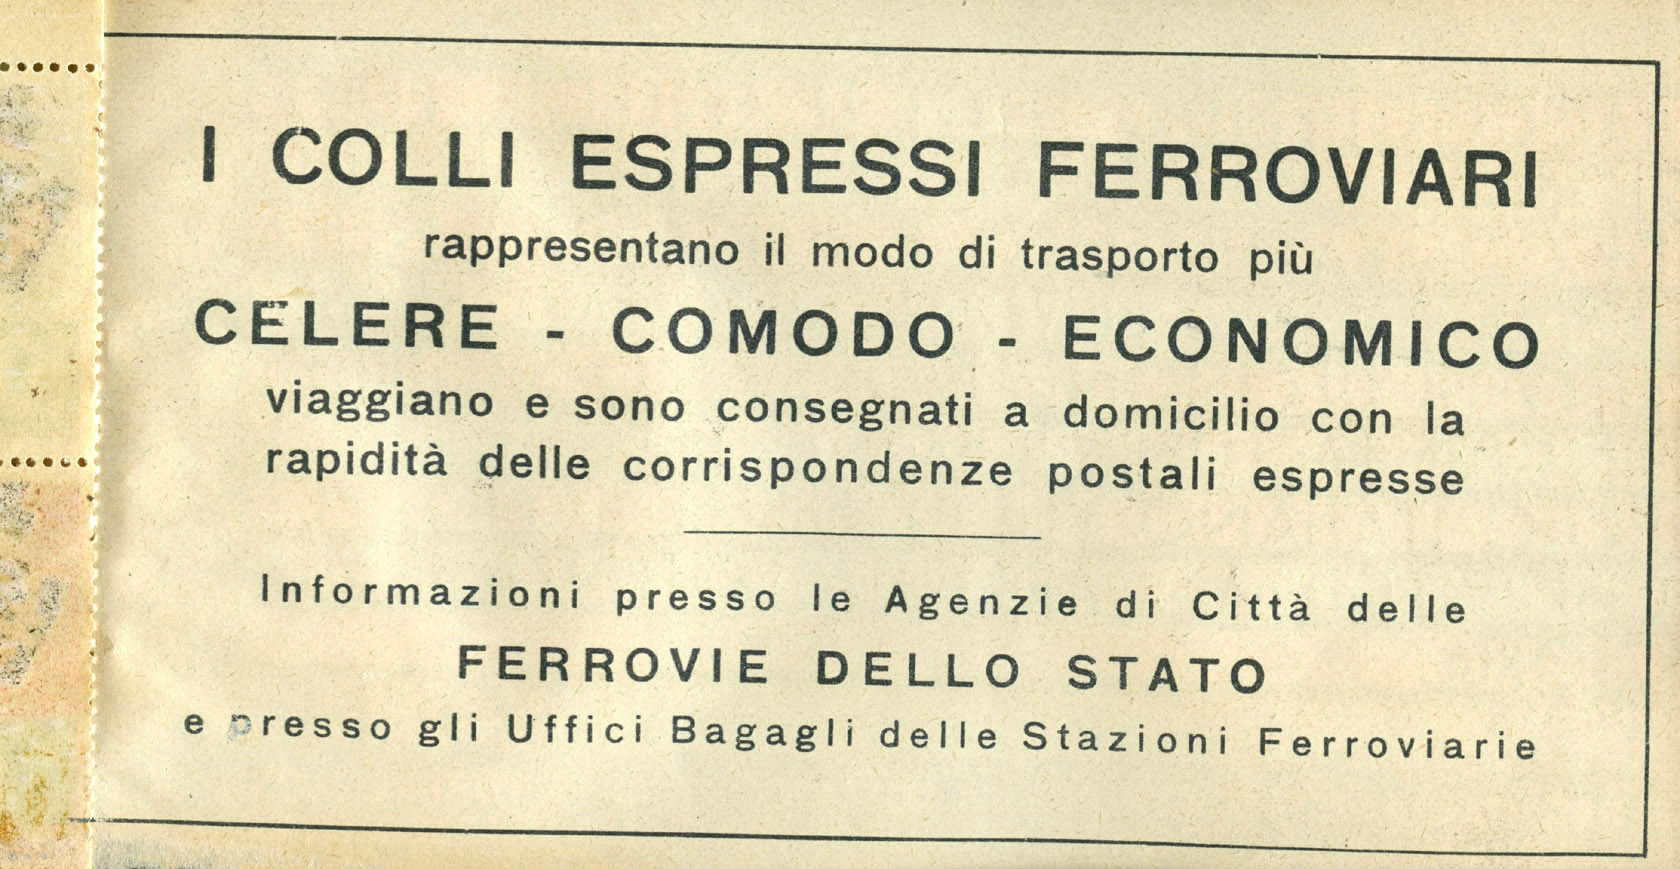 I COLLI ESPRESSI FERROVIARI
rappresentano il modo di trasporto più
CELERE - COMODO - ECONOMICO
viaggiano e sono consegnati a domicilio con la
rapidità delle corrispondenze postali espresse
Informazioni presso le Agenzie di Città delle
FERROVIE DELLO STATO
e presso gli Uffici Bagagli delle Stazioni Ferroviarie